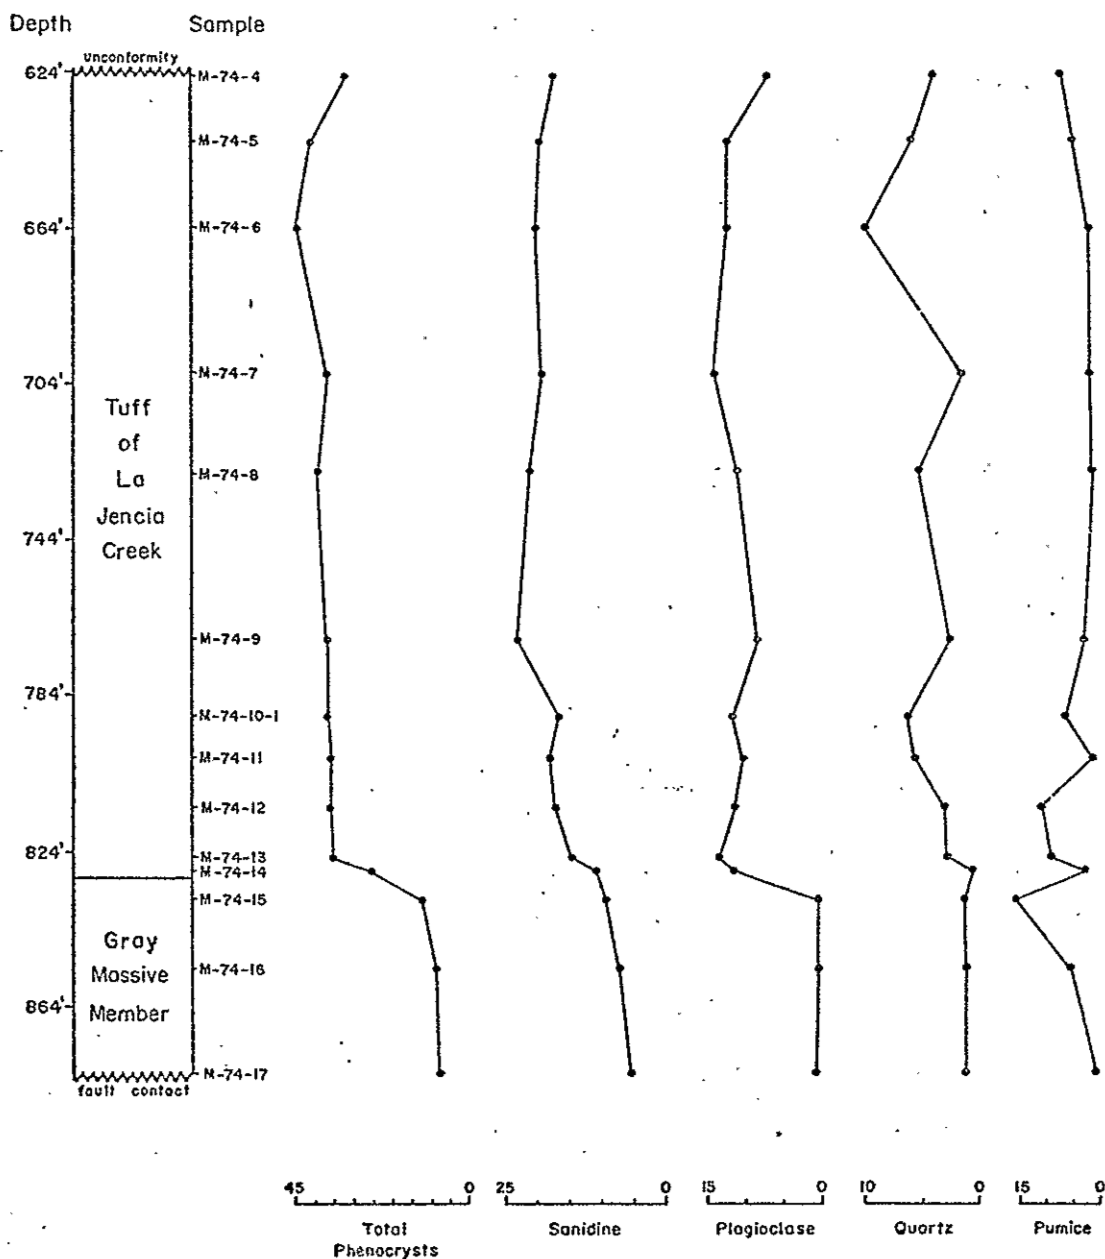 Depth Sample
unconformity
624' M-74-4
M-74-5
664' M-74-6
704' M-74-7
Tuff
of
La
Jencia
Creek
M-74-8
744'
M-74-9
784'
M-74-10-1
M-74-11
M-74-12
824' M-74-13
M-74-14
M-74-15
Gray
Massive
Member
M-74-16
864'
M-74-17
fault contact
45 0 25 0 15 0 10 0 15 0
Total
Phenocrysts
Sanidine
Plagioclase
Quartz
Pumice